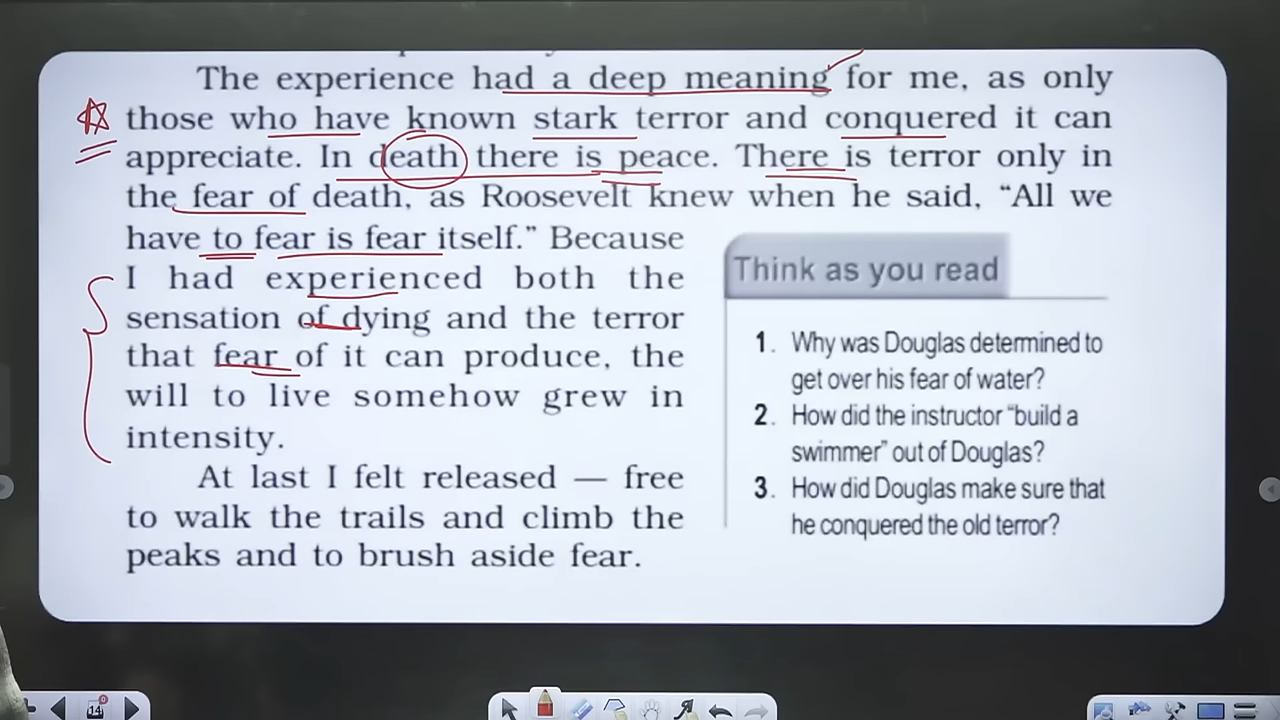 The experience had a deep meaning for me, as only
those who have known stark terror and conquered it can
appreciate. In death there is peace. There is terror only in
the fear of death, as Roosevelt knew when he said, “All we
have to fear is fear itself.” Because
I had experienced both the
sensation of dying and the terror
that fear of it can produce, the
will to live somehow grew in
intensity.
At last I felt released — free
to walk the trails and climb the
peaks and to brush aside fear.
Think as you read
1. Why was Douglas determined to
get over his fear of water?
2. How did the instructor “build a
swimmer” out of Douglas?
3. How did Douglas make sure that
he conquered the old terror?
14